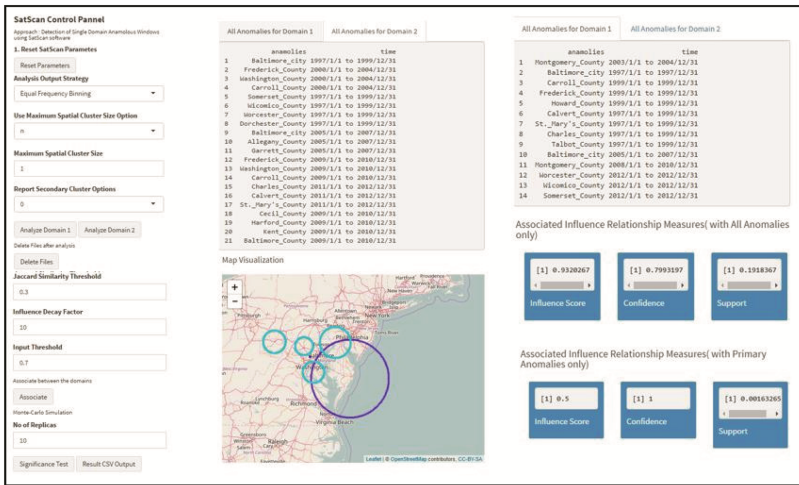 SatScan Control Pannel
Approach : Detection of Single Domain Anamolous Windows
using SatScan software
1. Reset SatScan Parametes
Reset Parameters
Analysis Output Strategy
Equal Frequency Binning
Use Maximum Spatial Cluster Size Option
n
Maximum Spatial Cluster Size
1
Report Secondary Cluster Options
0
Analyze Domain 1 Analyze Domain 2
Delete Files after analysis
Delete Files
Jaccard Similarity Threshold
0.3
Influence Decay Factor
10
Input Threshold
0.7
Associate between the domains
Associate
Monte-Carlo Simulation
No of Replicas
10
Significance Test Result CSV Output
All Anomalies for Domain 1 All Anomalies for Domain 2
anamolies time
1 Baltimore_city 1997/1/1 to 1999/12/31
2 Frederick_County 2000/1/1 to 2004/12/31
3 Washington_County 2000/1/1 to 2004/12/31
4 Carroll_County 2000/1/1 to 2004/12/31
5 Somerset_County 1997/1/1 to 1999/12/31
6 Wicomico_County 1997/1/1 to 1999/12/31
7 Worcester_County 1997/1/1 to 1999/12/31
8 Dorchester_County 1997/1/1 to 1999/12/31
9 Baltimore_city 2005/1/1 to 2007/12/31
10 Allegany_County 2005/1/1 to 2007/12/31
11 Garrett_County 2005/1/1 to 2007/12/31
12 Frederick_County 2009/1/1 to 2010/12/31
13 Washington_County 2009/1/1 to 2010/12/31
14 Carroll_County 2009/1/1 to 2010/12/31
15 Charles_County 2011/1/1 to 2012/12/31
16 Calvert_County 2011/1/1 to 2012/12/31
17 St._Mary's_County 2011/1/1 to 2012/12/31
18 Cecil_County 2009/1/1 to 2010/12/31
19 Harford_County 2009/1/1 to 2010/12/31
20 Kent_County 2009/1/1 to 2010/12/31
21 Baltimore_County 2009/1/1 to 2010/12/31
Map Visualization
+
−
Hartford
Providence
New Haven
New York
Allentown
Harrisburg
Pittsburgh
Philadelphia
Washington
Richmond
Lynchburg
Roanoke
Virginia Beach
Greensboro
Raleigh
Leaflet | © OpenStreetMap contributors, CC-BY-SA
All Anomalies for Domain 1 All Anomalies for Domain 2
anamolies time
1 Montgomery_County 2003/1/1 to 2004/12/31
2 Baltimore_city 1997/1/1 to 1997/12/31
3 Carroll_County 1999/1/1 to 1999/12/31
4 Frederick_County 1999/1/1 to 1999/12/31
5 Howard_County 1999/1/1 to 1999/12/31
6 Calvert_County 1997/1/1 to 1999/12/31
7 St._Mary's_County 1997/1/1 to 1999/12/31
8 Charles_County 1997/1/1 to 1999/12/31
9 Talbot_County 1997/1/1 to 1999/12/31
10 Baltimore_city 2005/1/1 to 2007/12/31
11 Montgomery_County 2008/1/1 to 2010/12/31
12 Worcester_County 2012/1/1 to 2012/12/31
13 Wicomico_County 2012/1/1 to 2012/12/31
14 Somerset_County 2012/1/1 to 2012/12/31
Associated Influence Relationship Measures( with All Anomalies
only)
[1] 0.9320267 [1] 0.7993197 [1] 0.1918367
Influence Score Confidence Support
Associated Influence Relationship Measures( with Primary
Anomalies only)
[1] 0.5 [1] 1 [1] 0.00163265
Influence Score Confidence Support